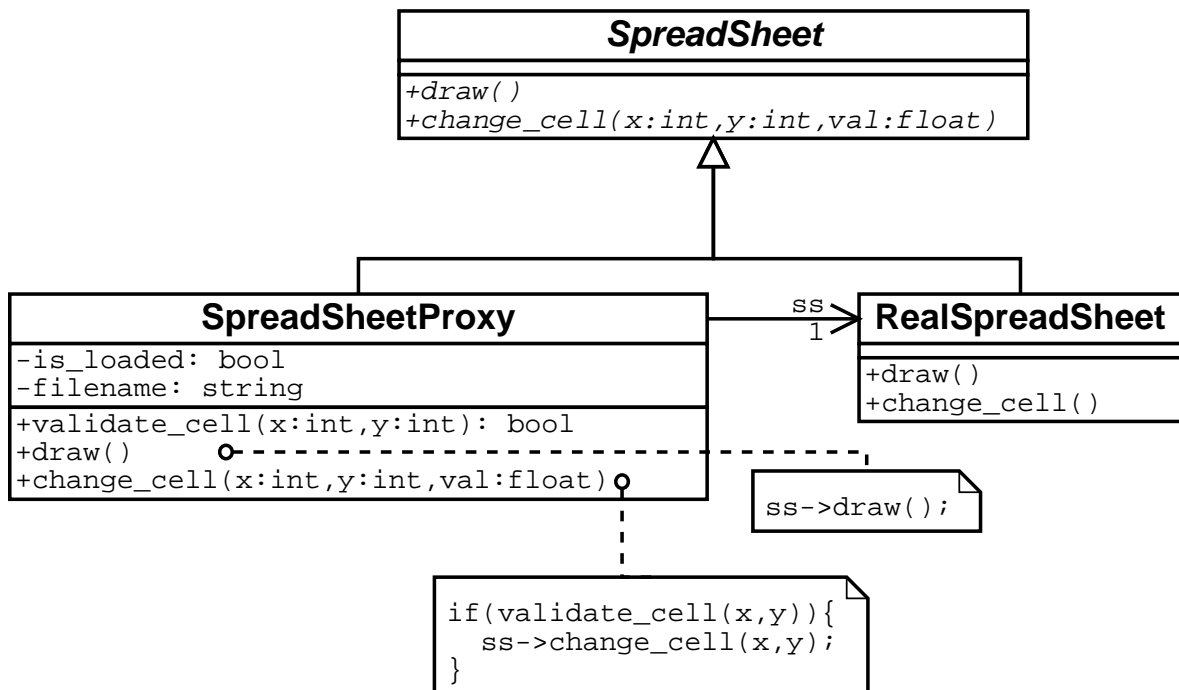 SpreadSheet
+draw()
+change_cell(x:int,y:int,val:float)
SpreadSheetProxy
-is_loaded: bool
-filename: string
+validate_cell(x:int,y:int): bool
+draw()
+change_cell(x:int,y:int,val:float)
ss
1
RealSpreadSheet
+draw()
+change_cell()
ss->draw();
if(validate_cell(x,y)){
  ss->change_cell(x,y);
}